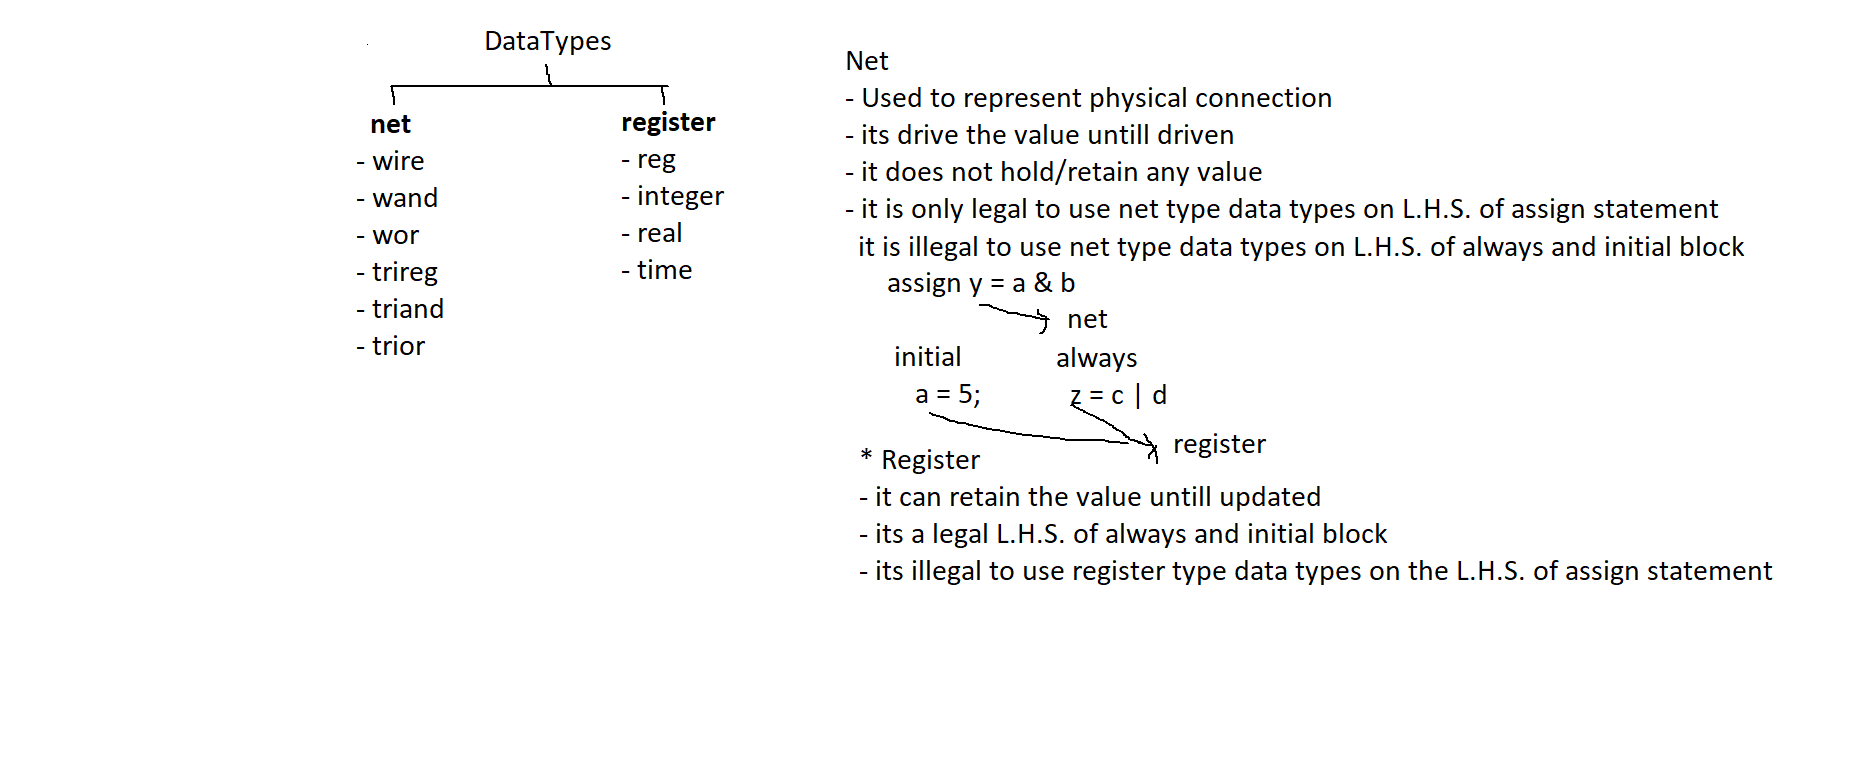 DataTypes
net
- wire
- wand
- wor
- trireg
- triand
- trior
register
- reg
- integer
- real
- time
Net
- Used to represent physical connection
- its drive the value untill driven
- it does not hold/retain any value
- it is only legal to use net type data types on L.H.S. of assign statement
it is illegal to use net type data types on L.H.S. of always and initial block
assign y = a & b
net
initial always
a = 5; z = c | d
register
* Register
- it can retain the value untill updated
- its a legal L.H.S. of always and initial block
- its illegal to use register type data types on the L.H.S. of assign statement